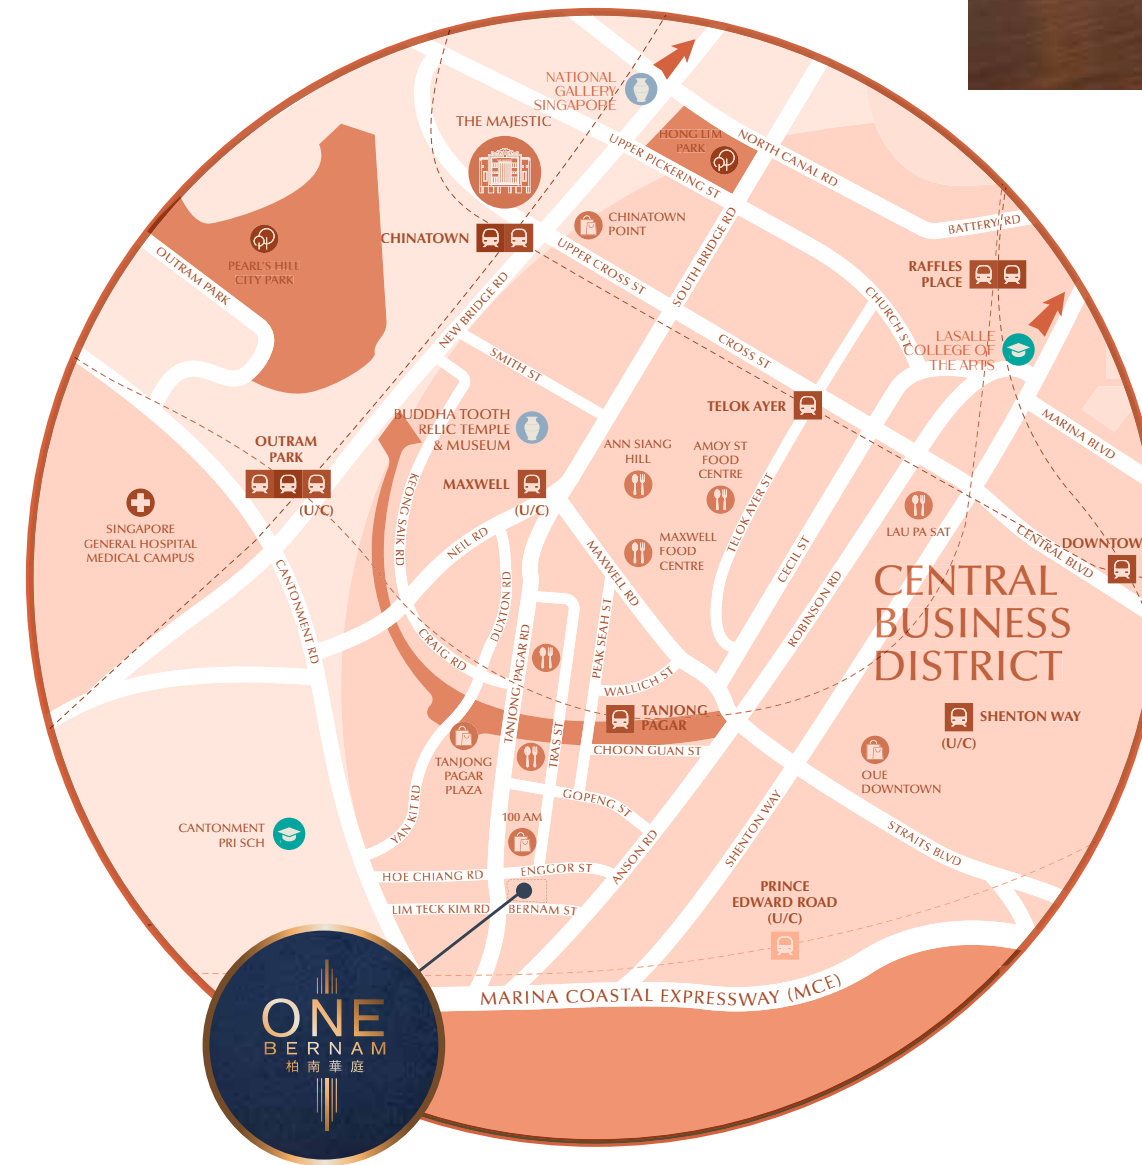 NATIONAL
GALLERY
SINGAPORE
THE MAJESTIC
HONG LIM
PARK
NORTH CANAL RD
UPPER PICKERING ST
CHINATOWN
POINT
CHINATOWN
BATTERY RD
PEARL'S HILL
CITY PARK
OUTRAM PARK
UPPER CROSS ST
SOUTH BRIDGE RD
RAFFLES
PLACE
NEW BRIDGE RD
CHURCH ST
SMITH ST
CROSS ST
LASALLE
COLLEGE OF
THE ARTS
TELOK AYER
MARINA BLVD
BUDDHA TOOTH
RELIC TEMPLE
& MUSEUM
OUTRAM
PARK
(U/C)
ANN SIANG
HILL
AMOY ST
FOOD
CENTRE
KEONG SAIK RD
MAXWELL
(U/C)
TELOK AYER ST
SINGAPORE
GENERAL HOSPITAL
MEDICAL CAMPUS
NEIL RD
MAXWELL
FOOD
CENTRE
LAU PA SAT
CENTRAL BLVD
DOWNTOW
CECIL ST
MAXWELL RD
CANTONMENT RD
DUXTON RD
PEAK SEAH ST
ROBINSON RD
CENTRAL
BUSINESS
DISTRICT
CRAIG RD
TANJONG PAGAR RD
WALLICH ST
TANJONG
PAGAR
SHENTON WAY
(U/C)
TRAS ST
CHOON GUAN ST
TANJONG
PAGAR
PLAZA
OUE
DOWNTOWN
YAN KIT RD
GOPENG ST
SHENTON WAY
STRAITS BLVD
100 AM
CANTONMENT
PRI SCH
ANSON RD
HOE CHIANG RD
ENGGOR ST
LIM TECK KIM RD
BERNAM ST
PRINCE
EDWARD ROAD
(U/C)
MARINA COASTAL EXPRESSWAY (MCE)
ONE
BERNAM
柏南華庭